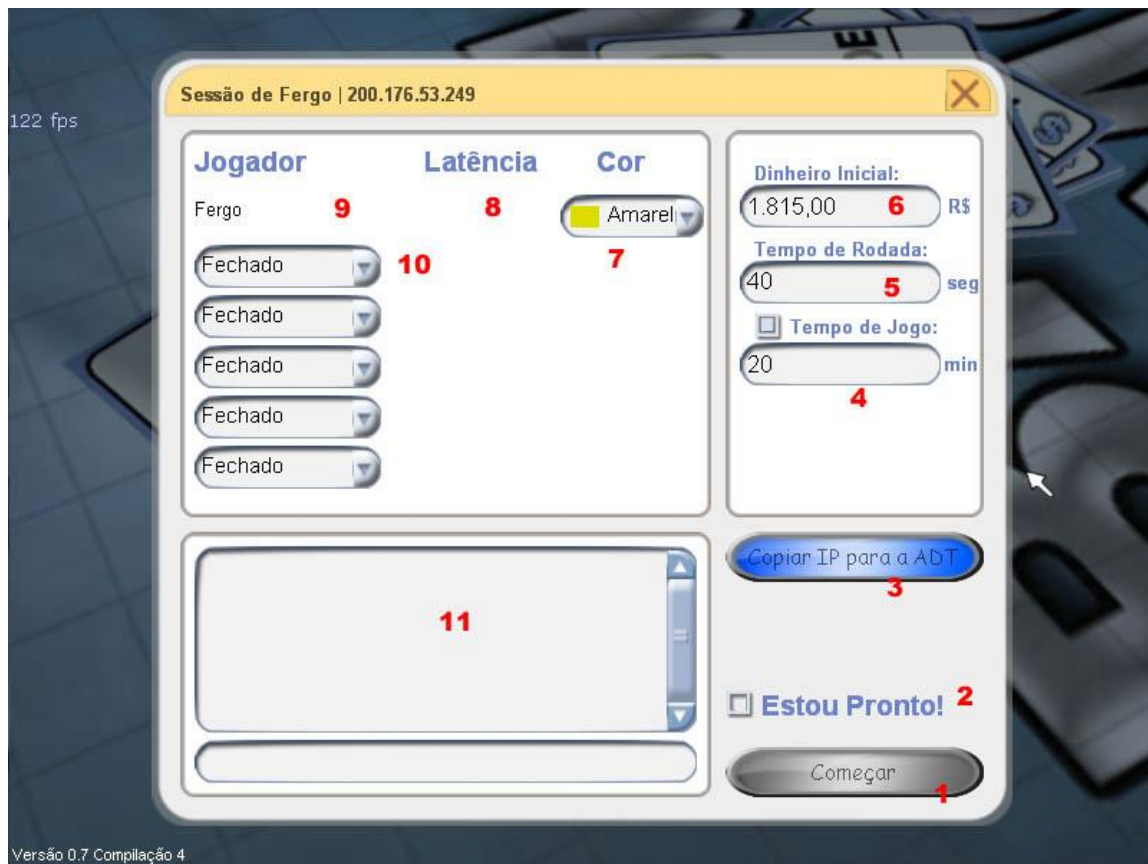 122 fps
Sessão de Fergo | 200.176.53.249
Jogador Latência Cor
Fergo 9 8 Amarel
7
Fechado 10
Fechado
Fechado
Fechado
Fechado
Dinheiro Inicial:
1.815,00 6 R$
Tempo de Rodada:
40 5 seg
Tempo de Jogo:
20 min
4
11
Copiar IP para a ADT
3
Estou Pronto! 2
Começar
1
Versão 0.7 Compilação 4